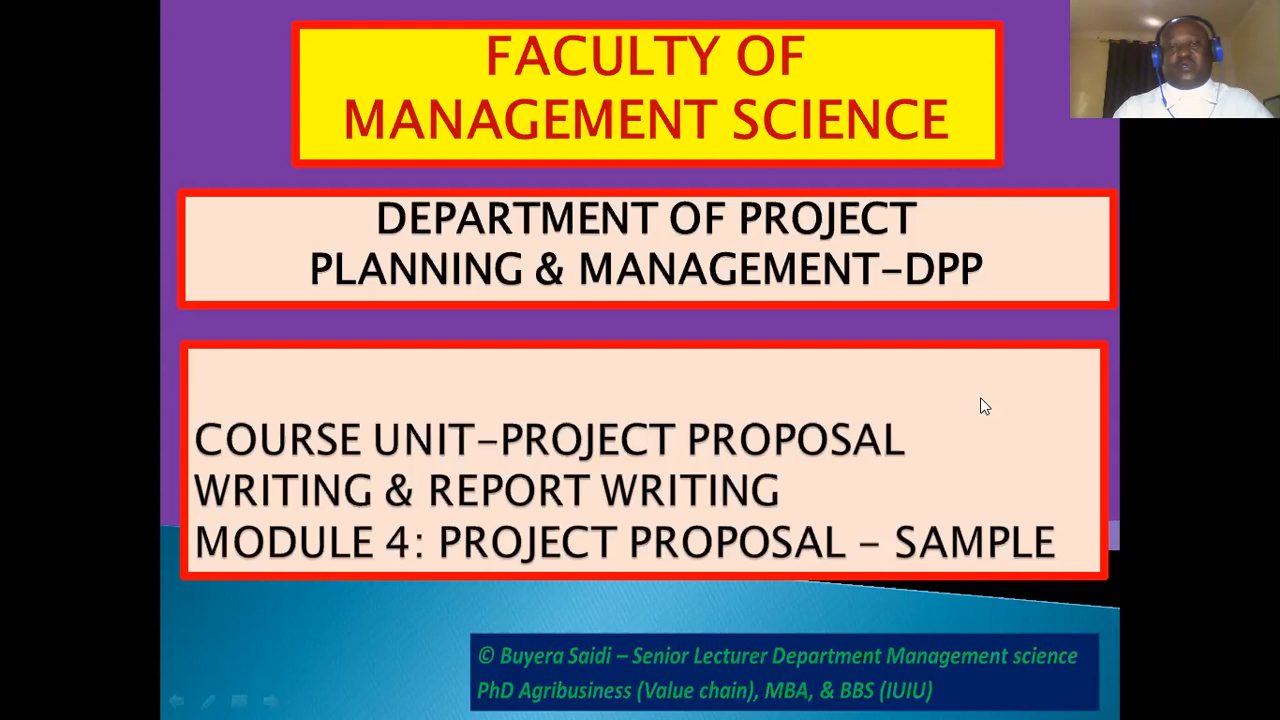 FACULTY OF
MANAGEMENT SCIENCE
DEPARTMENT OF PROJECT
PLANNING & MANAGEMENT-DPP
COURSE UNIT-PROJECT PROPOSAL
WRITING & REPORT WRITING
MODULE 4: PROJECT PROPOSAL - SAMPLE
© Buyera Saidi – Senior Lecturer Department Management science
PhD Agribusiness (Value chain), MBA, & BBS (IUIU)